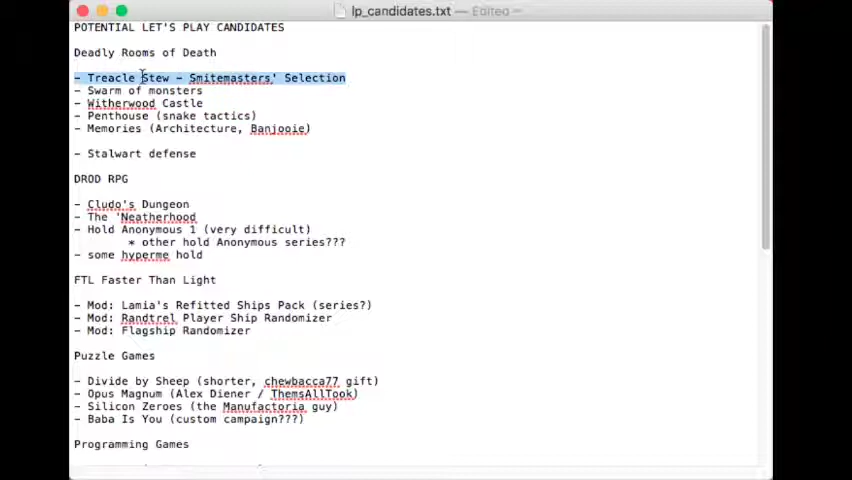 lp_candidates.txt — Edited
POTENTIAL LET'S PLAY CANDIDATES
Deadly Rooms of Death
- Treacle Stew - Smitemasters' Selection
- Swarm of monsters
- Witherwood Castle
- Penthouse (snake tactics)
- Memories (Architecture, Banjooie)
- Stalwart defense
DROD RPG
- Cludo's Dungeon
- The 'Neatherhood
- Hold Anonymous 1 (very difficult)
* other hold Anonymous series???
- some hyperme hold
FTL Faster Than Light
- Mod: Lamia's Refitted Ships Pack (series?)
- Mod: Randtrel Player Ship Randomizer
- Mod: Flagship Randomizer
Puzzle Games
- Divide by Sheep (shorter, chewbacca77 gift)
- Opus Magnum (Alex Diener / ThemsAllTook)
- Silicon Zeroes (the Manufactoria guy)
- Baba Is You (custom campaign???)
Programming Games